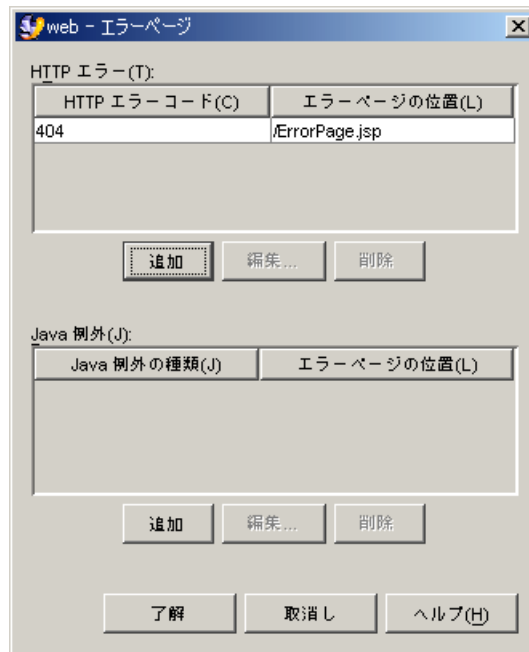 web - エラーページ
HTTP エラー(T):
HTTP エラーコード(C) エラーページの位置(L)
404 /ErrorPage.jsp
追加 編集... 削除
Java 例外(J):
Java 例外の種類(J) エラーページの位置(L)
追加 編集... 削除
了解 取消し ヘルプ(H)